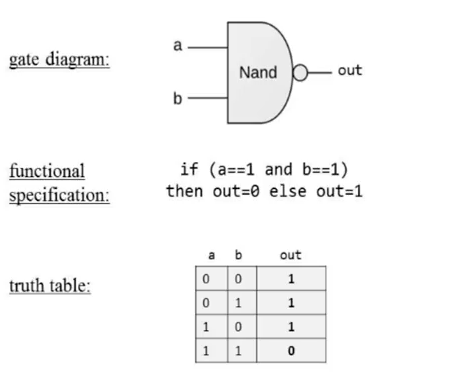 gate diagram:
a
Nand
out
b
functional
specification:
if (a==1 and b==1)
then out=0 else out=1
truth table:
a b out
0 0 1
0 1 1
1 0 1
1 1 0